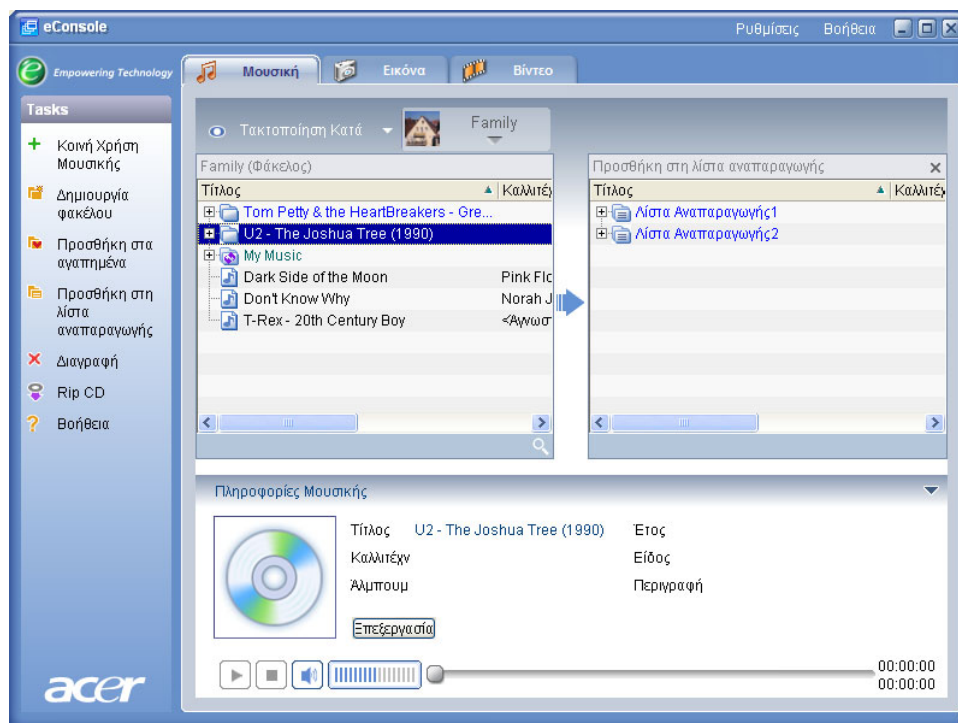 eConsole
Ρυθμίσεις Βοήθεια
Empowering Technology
Μουσική
Εικόνα
Βίντεο
Tasks
Κοινή Χρήση
Μουσικής
Δημιουργία
φακέλου
Προσθήκη στα
αγαπημένα
Προσθήκη στη
λίστα
αναπαραγωγής
Διαγραφή
Rip CD
Βοήθεια
acer
Τακτοποίηση Κατά
Family
Family (Φάκελος)
Τίτλος Καλλιτέχ
Tom Petty & the HeartBreakers - Gre...
U2 - The Joshua Tree (1990)
My Music
Dark Side of the Moon Pink Flo
Don't Know Why Norah J
T-Rex - 20th Century Boy <Άγνωστ
Προσθήκη στη λίστα αναπαραγωγής
Τίτλος Καλλιτέχ
Λίστα Αναπαραγωγής1
Λίστα Αναπαραγωγής2
Πληροφορίες Μουσικής
Τίτλος U2 - The Joshua Tree (1990) Έτος
Καλλιτέχν Είδος
Άλμπουμ Περιγραφή
Επεξεργασία
00:00:00
00:00:00